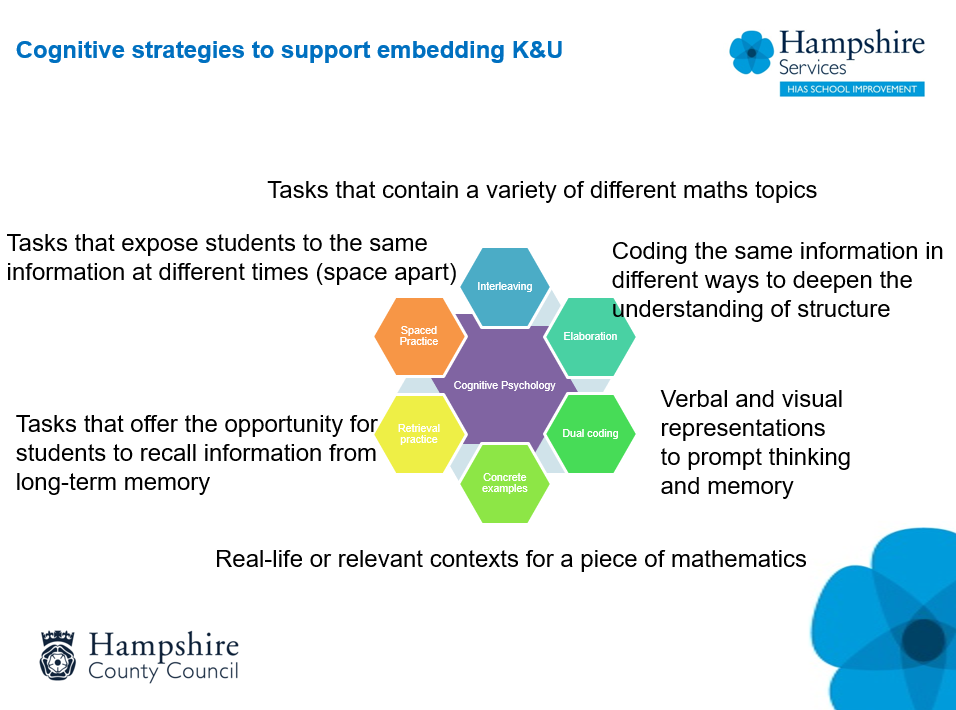 Cognitive strategies to support embedding K&U
Hampshire
Services
HIAS SCHOOL IMPROVEMENT
Tasks that contain a variety of different maths topics
Tasks that expose students to the same
information at different times (space apart)
Coding the same information in
different ways to deepen the
understanding of structure
Interleaving
Spaced
Practice
Elaboration
Cognitive Psychology
Retrieval
practice
Dual coding
Concrete
examples
Tasks that offer the opportunity for
students to recall information from
long-term memory
Verbal and visual
representations
to prompt thinking
and memory
Real-life or relevant contexts for a piece of mathematics
Hampshire
County Council